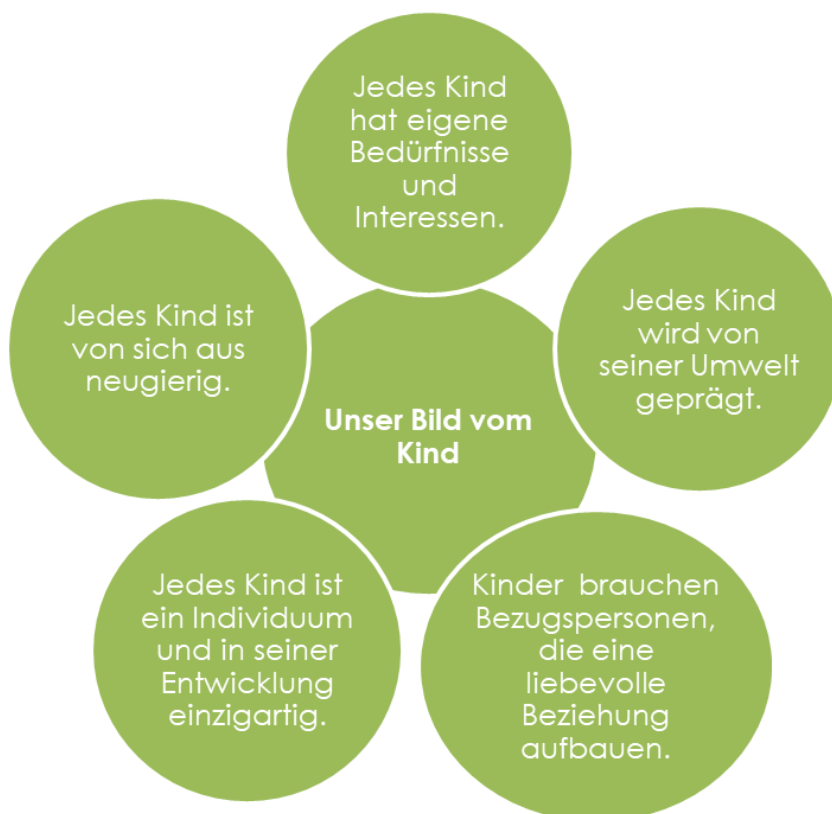 Jedes Kind
hat eigene
Bedürfnisse
und
Interessen.
Jedes Kind ist
von sich aus
neugierig.
Jedes Kind
wird von
seiner Umwelt
geprägt.
Unser Bild vom
Kind
Jedes Kind ist
ein Individuum
und in seiner
Entwicklung
einzigartig.
Kinder brauchen
Bezugspersonen,
die eine
liebevolle
Beziehung
aufbauen.